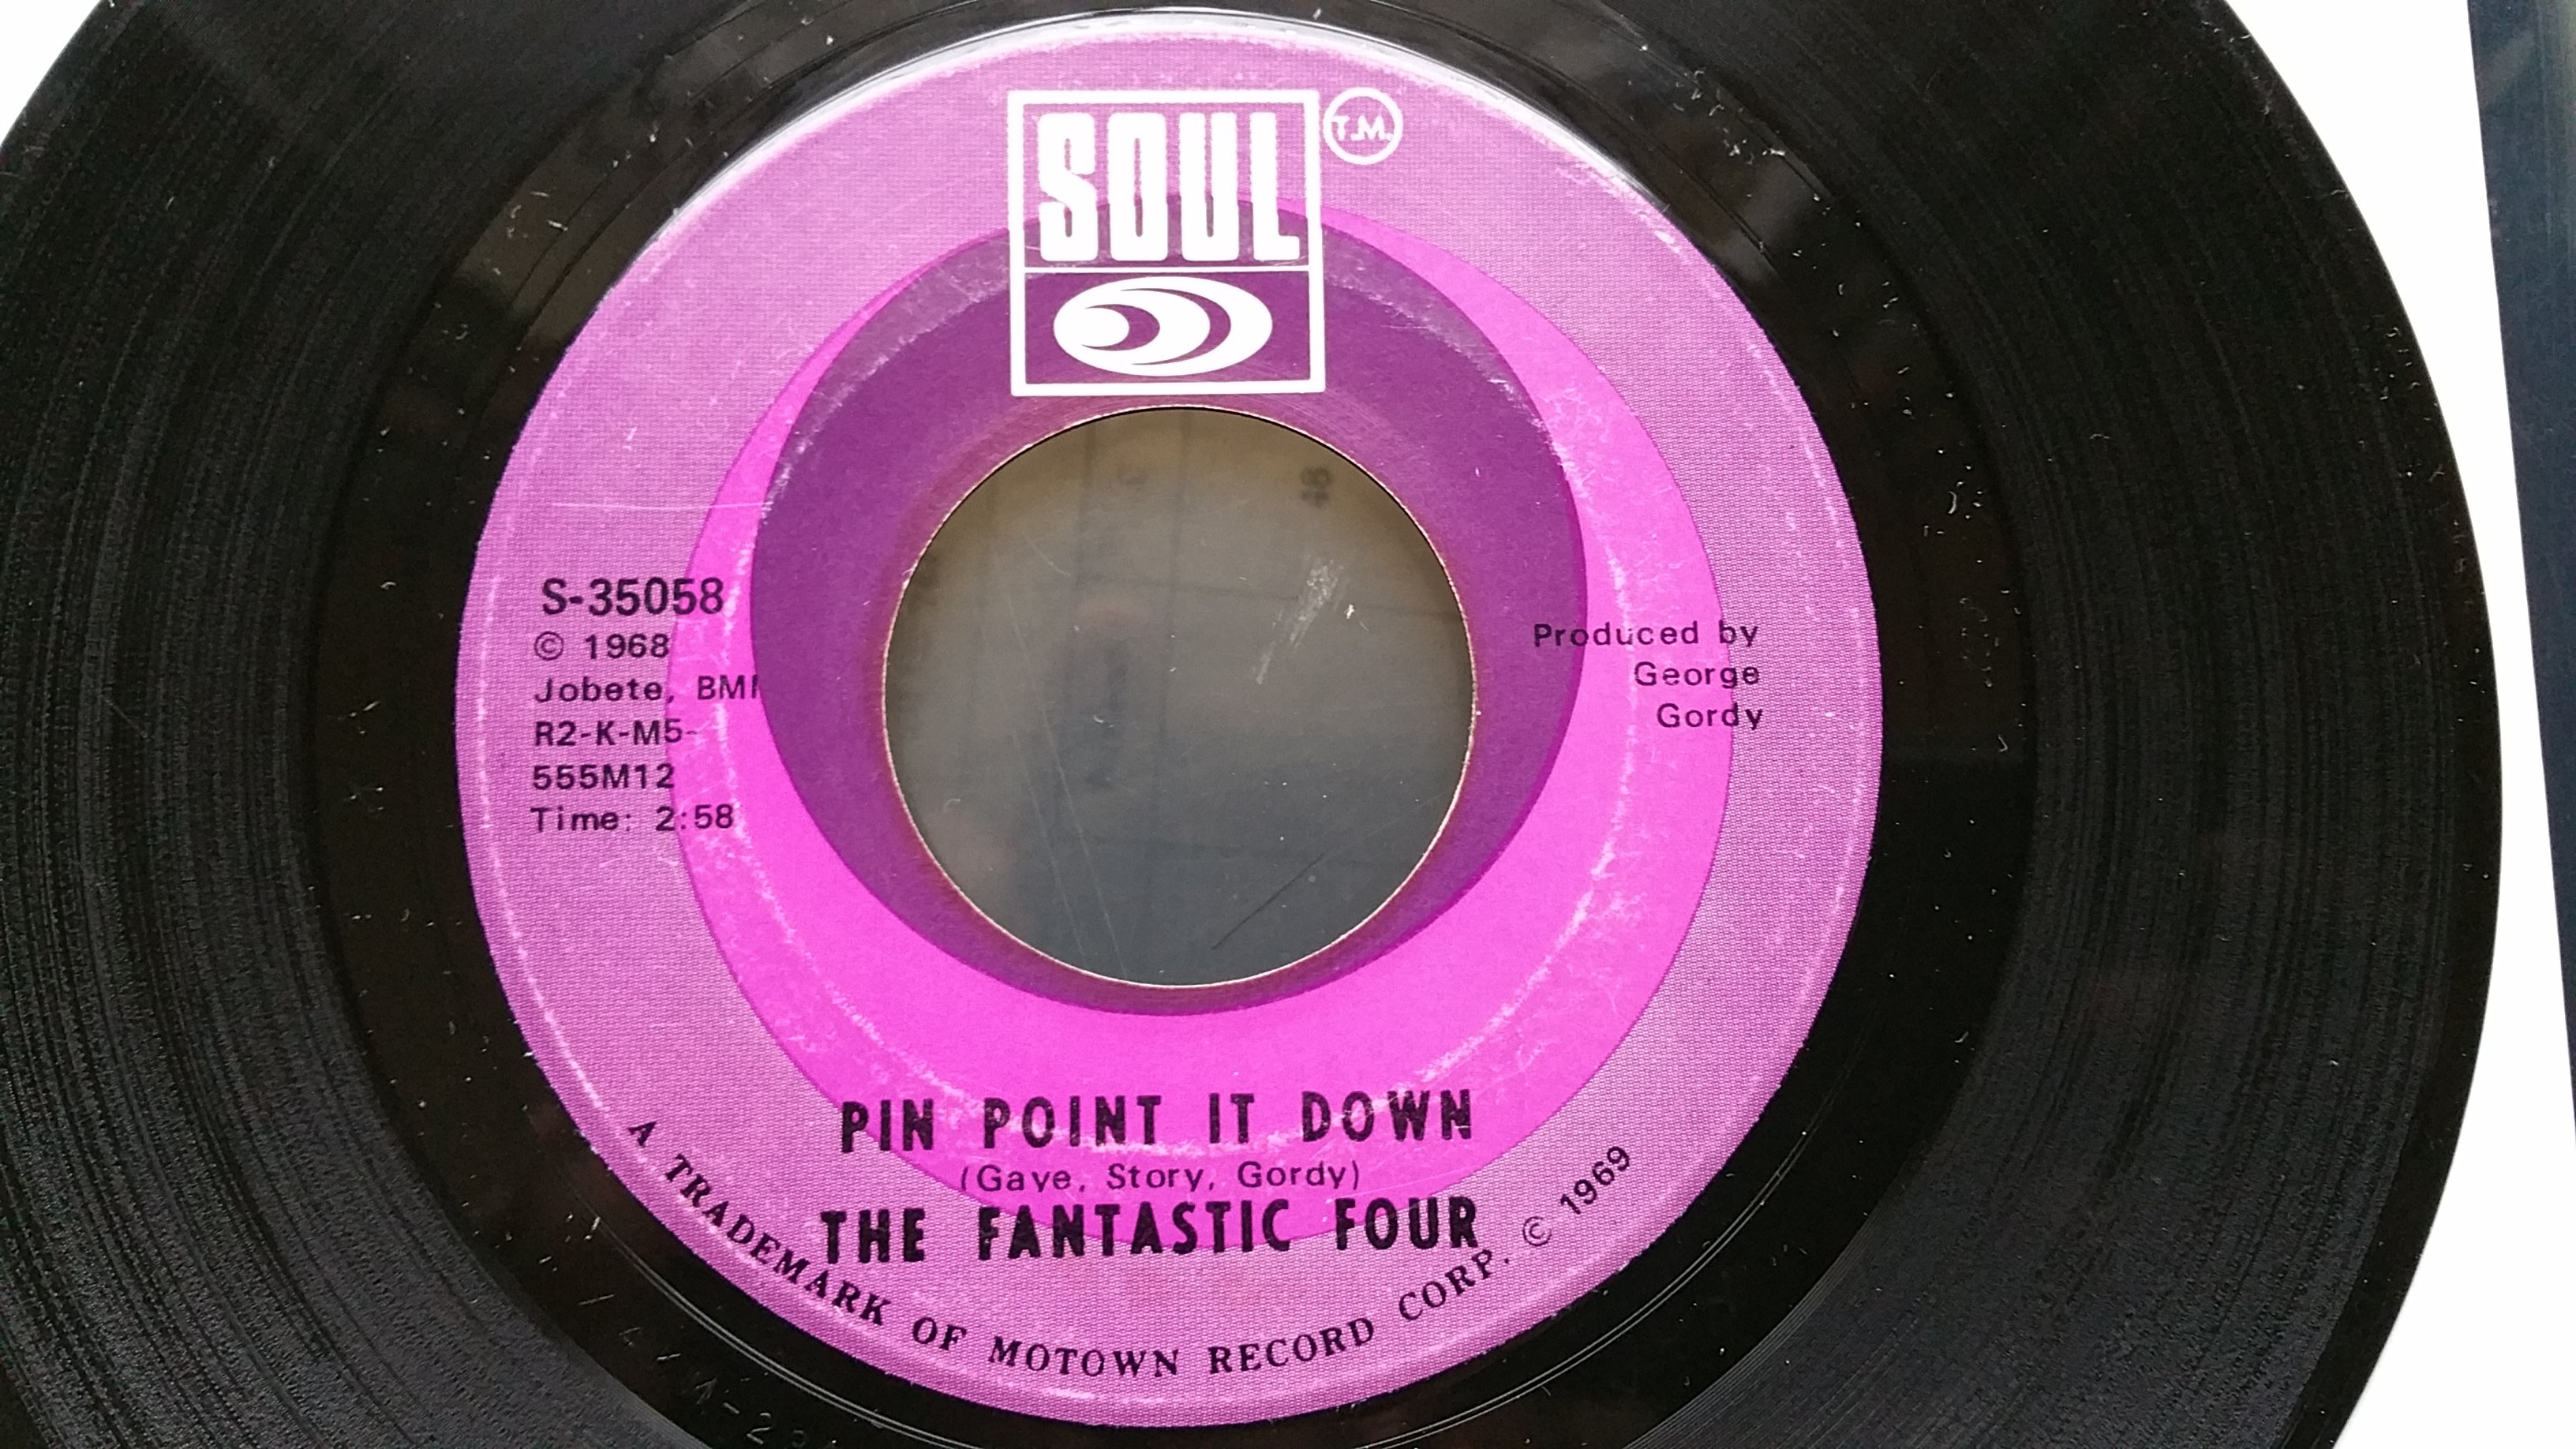 SOUL
T.M.
S-35058
© 1968
Jobete, BMI
R2-K-M5-
555M12
Time: 2:58
Produced by
George
Gordy
PIN POINT IT DOWN
(Gaye, Story, Gordy)
THE FANTASTIC FOUR
A TRADEMARK OF MOTOWN RECORD CORP. © 1969